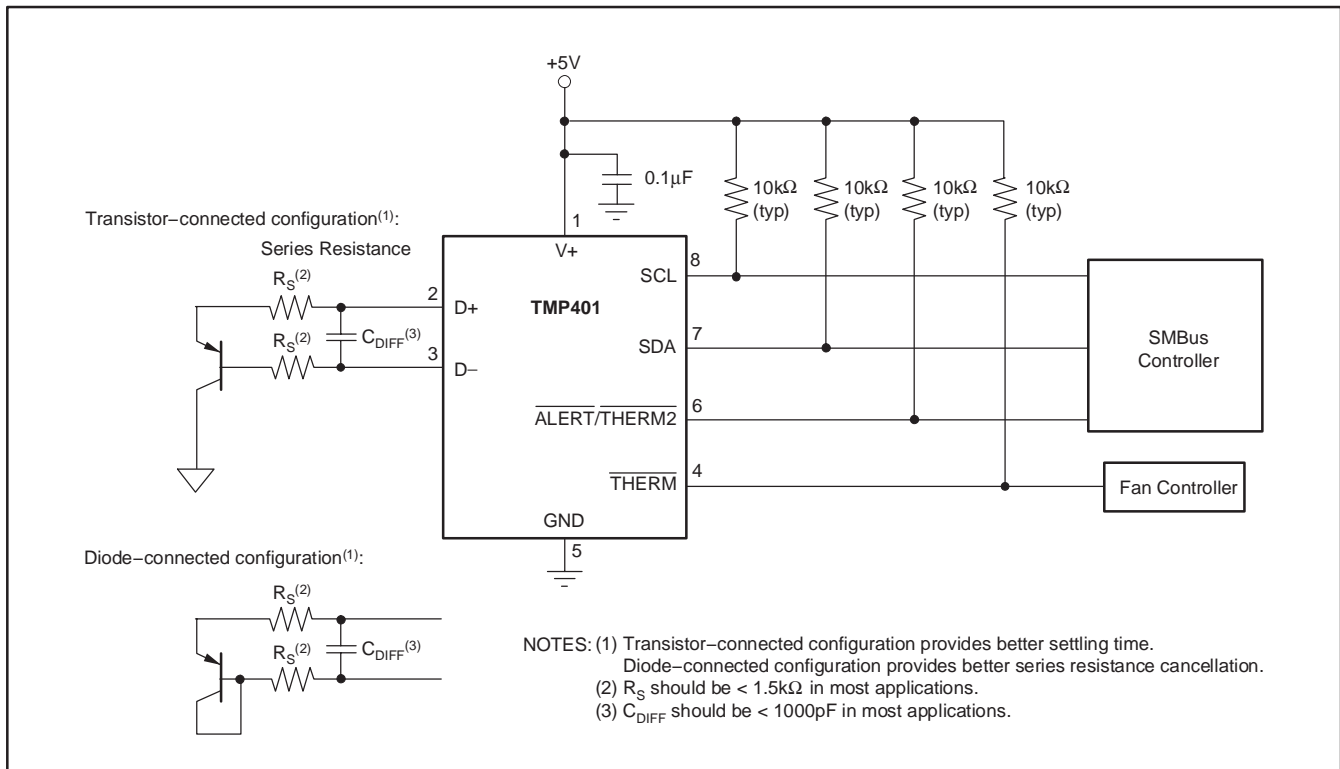 +5V
0.1μF
10kΩ
(typ)
10kΩ
(typ)
10kΩ
(typ)
10kΩ
(typ)
Transistor−connected configuration(1):
Series Resistance
1
V+
RS(2)
2
D+
TMP401
SCL
8
CDIFF(3)
RS(2)
3
D−
SDA
7
SMBus
Controller
ALERT/THERM2
6
THERM
4
Fan Controller
GND
5
Diode−connected configuration(1):
RS(2)
RS(2)
CDIFF(3)
NOTES: (1) Transistor−connected configuration provides better settling time.
Diode−connected configuration provides better series resistance cancellation.
(2) RS should be < 1.5kΩ in most applications.
(3) CDIFF should be < 1000pF in most applications.